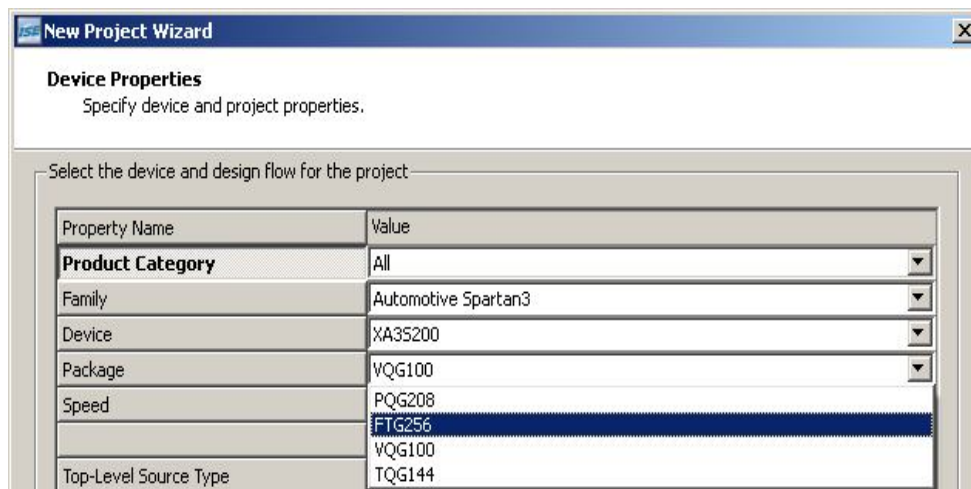 ISE New Project Wizard
Device Properties
Specify device and project properties.
Select the device and design flow for the project
Property Name Value
Product Category All
Family Automotive Spartan3
Device XA3S200
Package VQG100
Speed PQG208
FTG256
VQG100
Top-Level Source Type TQG144